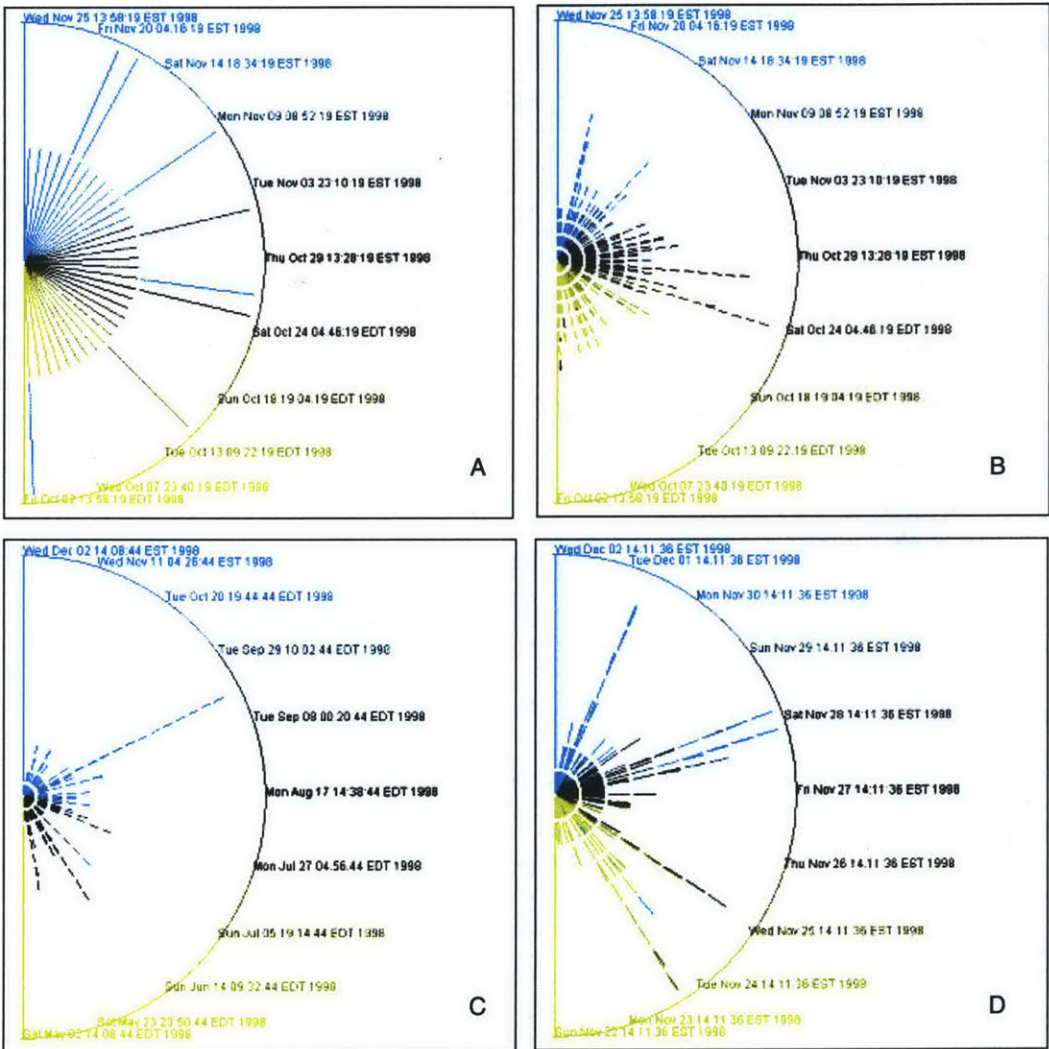 Wed Nov 25 13:58:19 EST 1998
Fri Nov 20 04:16:19 EST 1998
Sat Nov 14 18:34:19 EST 1998
Mon Nov 09 08:52:19 EST 1998
Tue Nov 03 23:10:19 EST 1998
Thu Oct 29 13:28:19 EST 1998
Sat Oct 24 04:46:19 EDT 1998
Sun Oct 18 19:04:19 EDT 1998
Tue Oct 13 09:22:19 EDT 1998
Wed Oct 07 23:40:19 EDT 1998
Fri Oct 02 13:58:19 EDT 1998
A
Wed Nov 25 13:58:19 EST 1998
Fri Nov 20 04:16:19 EST 1998
Sat Nov 14 18:34:19 EST 1998
Mon Nov 09 08:52:19 EST 1998
Tue Nov 03 23:10:19 EST 1998
Thu Oct 29 13:28:19 EST 1998
Sat Oct 24 04:46:19 EDT 1998
Sun Oct 18 19:04:19 EDT 1998
Tue Oct 13 09:22:19 EDT 1998
Wed Oct 07 23:40:19 EDT 1998
Fri Oct 02 13:58:19 EDT 1998
B
Wed Dec 02 14:08:44 EST 1998
Wed Nov 11 04:26:44 EST 1998
Tue Oct 20 19:44:44 EDT 1998
Tue Sep 29 10:02:44 EDT 1998
Tue Sep 08 00:20:44 EDT 1998
Mon Aug 17 14:38:44 EDT 1998
Mon Jul 27 04:56:44 EDT 1998
Sun Jul 05 19:14:44 EDT 1998
Sun Jun 14 09:32:44 EDT 1998
Sat May 23 23:50:44 EDT 1998
Sat May 02 14:08:44 EDT 1998
C
Wed Dec 02 14:11:36 EST 1998
Tue Dec 01 14:11:36 EST 1998
Mon Nov 30 14:11:36 EST 1998
Sun Nov 29 14:11:36 EST 1998
Sat Nov 28 14:11:36 EST 1998
Fri Nov 27 14:11:36 EST 1998
Thu Nov 26 14:11:36 EST 1998
Wed Nov 25 14:11:36 EST 1998
Tue Nov 24 14:11:36 EST 1998
Mon Nov 23 14:11:36 EST 1998
Sun Nov 22 14:11:36 EST 1998
D